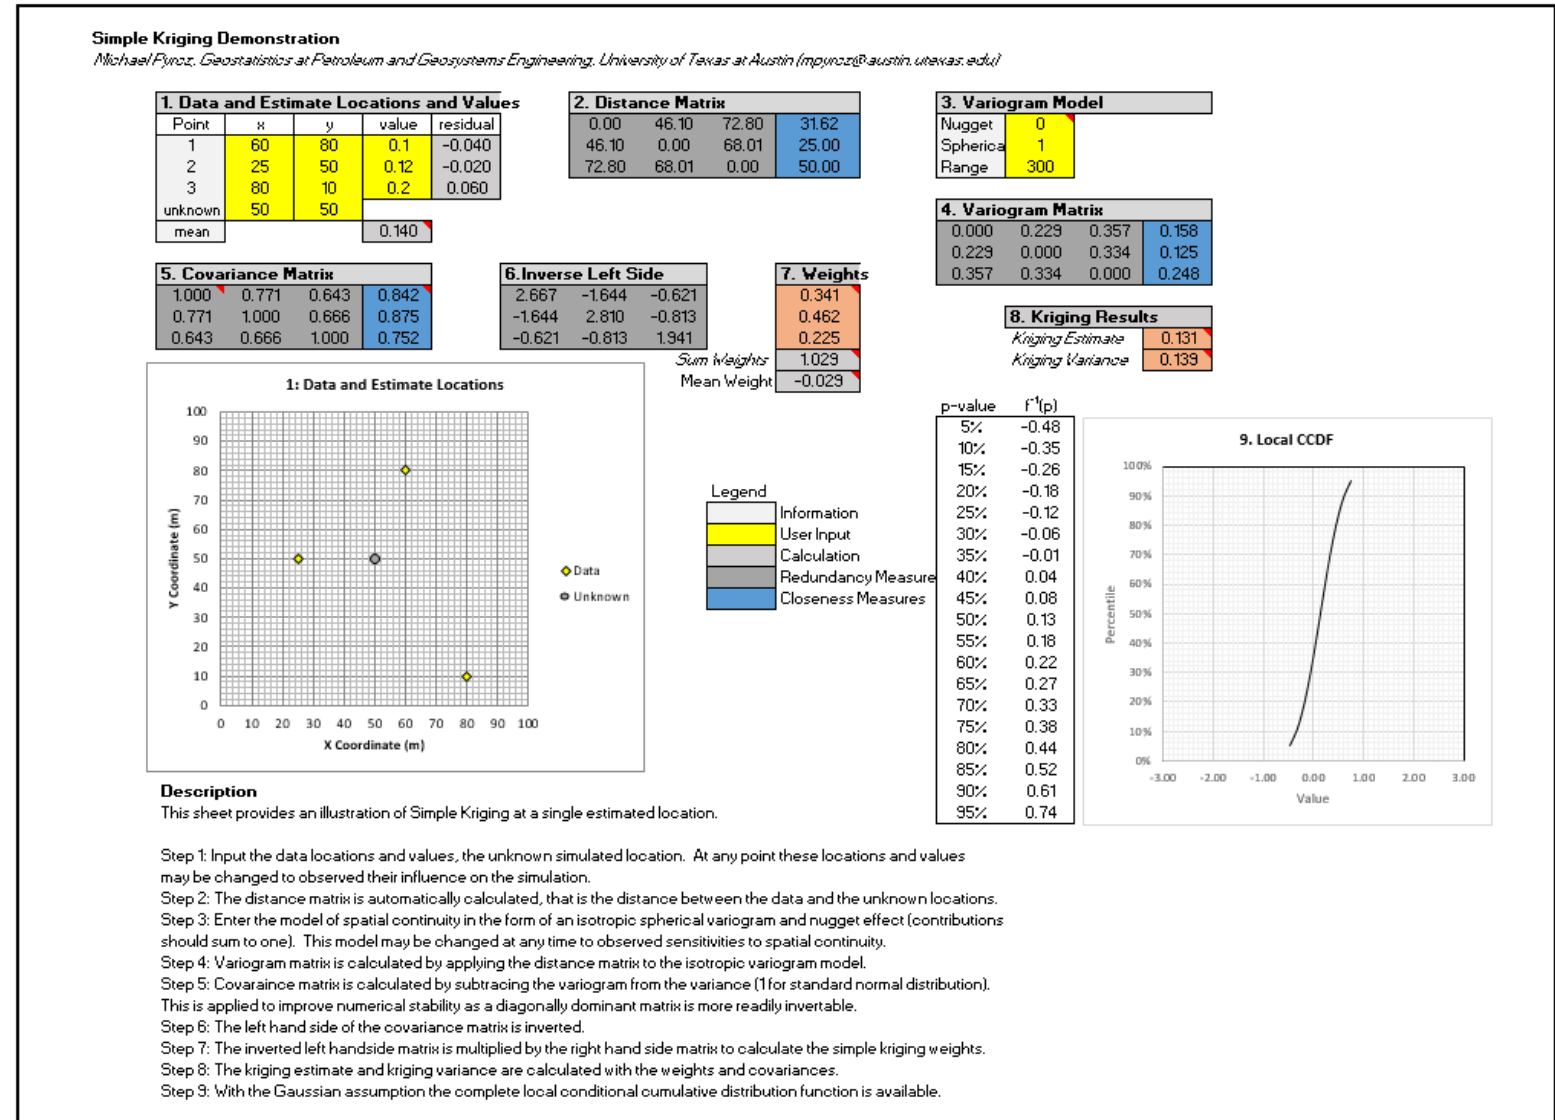 Simple Kriging Demonstration
Michael Pyrcz, Geostatistics at Petroleum and Geosystems Engineering, University of Texas at Austin (mpyrcz@austin.utexas.edu)
1. Data and Estimate Locations and Values
Point x y value residual
1 60 80 0.1 -0.040
2 25 50 0.12 -0.020
3 80 10 0.2 0.060
unknown 50 50
mean 0.140
2. Distance Matrix
0.00 46.10 72.80 31.62
46.10 0.00 68.01 25.00
72.80 68.01 0.00 50.00
3. Variogram Model
Nugget 0
Spherica 1
Range 300
4. Variogram Matrix
0.000 0.229 0.357 0.158
0.229 0.000 0.334 0.125
0.357 0.334 0.000 0.248
5. Covariance Matrix
1.000 0.771 0.643 0.842
0.771 1.000 0.666 0.875
0.643 0.666 1.000 0.752
6.Inverse Left Side
2.667 -1.644 -0.621
-1.644 2.810 -0.813
-0.621 -0.813 1.941
7. Weights
0.341
0.462
0.225
Sum Weights 1.029
Mean Weight -0.029
8. Kriging Results
Kriging Estimate 0.131
Kriging Variance 0.139
1: Data and Estimate Locations
100
90
80
70
60
50
40
30
20
10
0
Y Coordinate (m)
0 10 20 30 40 50 60 70 80 90 100
X Coordinate (m)
Data
Unknown
Legend
Information
User Input
Calculation
Redundancy Measure
Closeness Measures
p-value f⁻¹(p)
5% -0.48
10% -0.35
15% -0.26
20% -0.18
25% -0.12
30% -0.06
35% -0.01
40% 0.04
45% 0.08
50% 0.13
55% 0.18
60% 0.22
65% 0.27
70% 0.33
75% 0.38
80% 0.44
85% 0.52
90% 0.61
95% 0.74
9. Local CCDF
100%
90%
80%
70%
60%
50%
40%
30%
20%
10%
0%
Percentile
-3.00 -2.00 -1.00 0.00 1.00 2.00 3.00
Value
Description
This sheet provides an illustration of Simple Kriging at a single estimated location.
Step 1: Input the data locations and values, the unknown simulated location. At any point these locations and values
may be changed to observed their influence on the simulation.
Step 2: The distance matrix is automatically calculated, that is the distance between the data and the unknown locations.
Step 3: Enter the model of spatial continuity in the form of an isotropic spherical variogram and nugget effect (contributions
should sum to one). This model may be changed at any time to observed sensitivities to spatial continuity.
Step 4: Variogram matrix is calculated by applying the distance matrix to the isotropic variogram model.
Step 5: Covaraince matrix is calculated by subtracing the variogram from the variance (1 for standard normal distribution).
This is applied to improve numerical stability as a diagonally dominant matrix is more readily invertable.
Step 6: The left hand side of the covariance matrix is inverted.
Step 7: The inverted left handside matrix is multiplied by the right hand side matrix to calculate the simple kriging weights.
Step 8: The kriging estimate and kriging variance are calculated with the weights and covariances.
Step 9: With the Gaussian assumption the complete local conditional cumulative distribution function is available.